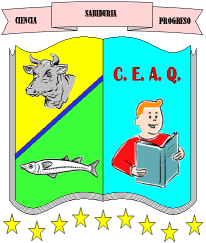 CIENCIA
SABIDURIA
PROGRESO
C. E. A. Q.